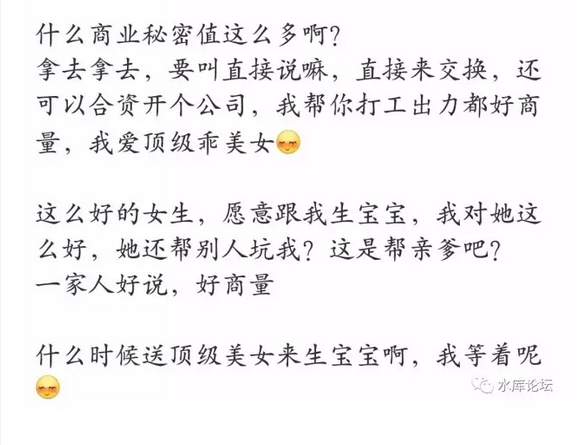 什么商业秘密值这么多啊?
拿去拿去，要叫直接说嘛，直接来交换，还
可以合资开个公司，我帮你打工出力都好商
量，我爱顶级乖美女
这么好的女生，愿意跟我生宝宝，我对她这
么好，她还帮别人坑我？这是帮亲爹吧？
一家人好说，好商量
什么时候送顶级美女来生宝宝啊，我等着呢
水库论坛